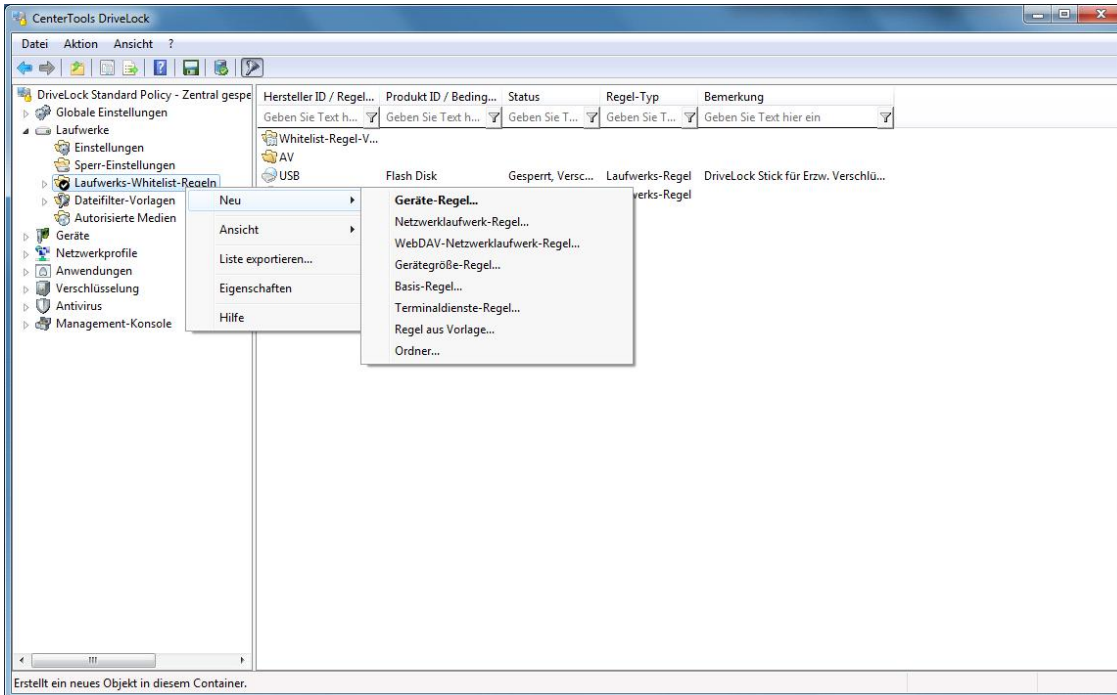 CenterTools DriveLock
Datei Aktion Ansicht ?
DriveLock Standard Policy - Zentral gespe
Globale Einstellungen
Laufwerke
Einstellungen
Sperr-Einstellungen
Laufwerks-Whitelist-Regeln
Dateifilter-Vorlagen
Autorisierte Medien
Geräte
Netzwerkprofile
Anwendungen
Verschlüsselung
Antivirus
Management-Konsole
Hersteller ID / Regel... Produkt ID / Beding... Status Regel-Typ Bemerkung
Geben Sie Text h... Geben Sie Text h... Geben Sie T... Geben Sie T... Geben Sie Text hier ein
Whitelist-Regel-V...
AV
USB Flash Disk Gesperrt, Versc... Laufwerks-Regel DriveLock Stick für Erzw. Verschlü...
werks-Regel
Neu
Ansicht
Liste exportieren...
Eigenschaften
Hilfe
Geräte-Regel...
Netzwerklaufwerk-Regel...
WebDAV-Netzwerklaufwerk-Regel...
Gerätegröße-Regel...
Basis-Regel...
Terminaldienste-Regel...
Regel aus Vorlage...
Ordner...
Erstellt ein neues Objekt in diesem Container.